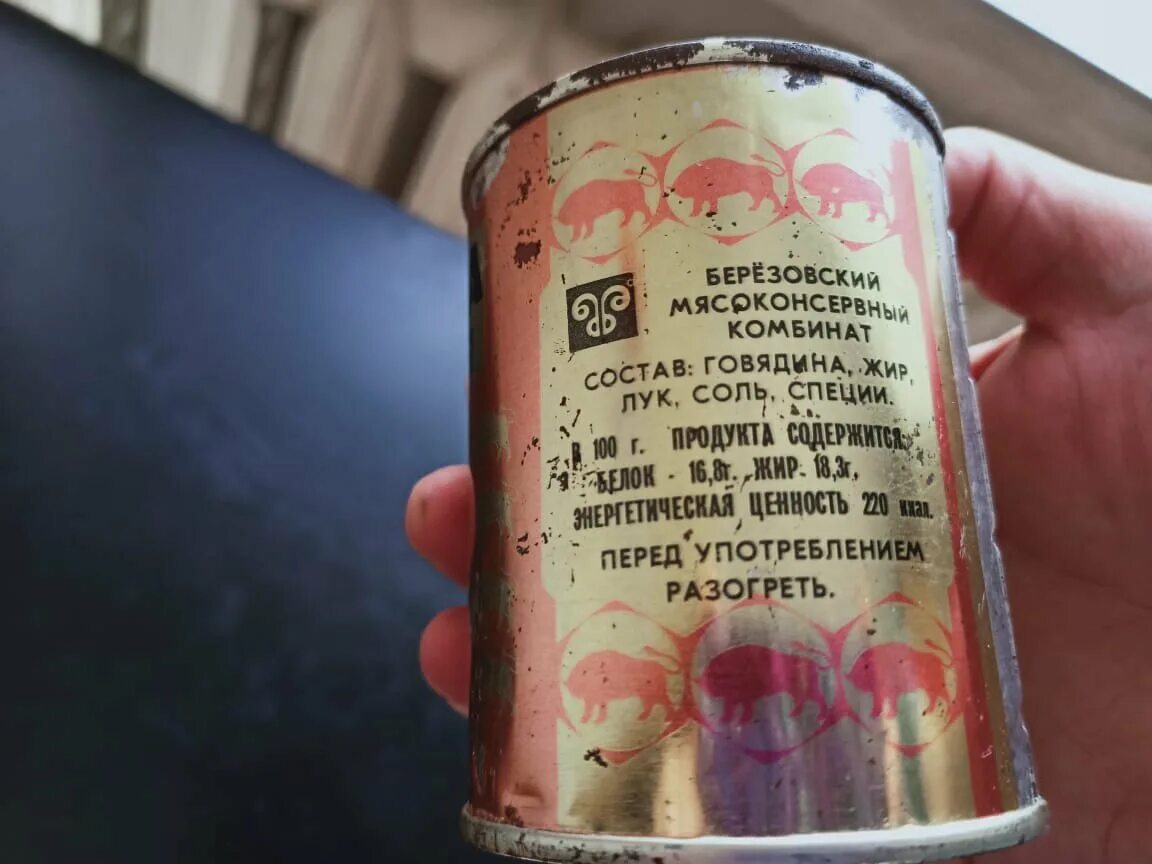 БЕРЁЗОВСКИЙ
МЯСОКОНСЕРВНЫЙ
КОМБИНАТ
СОСТАВ: ГОВЯДИНА, ЖИР,
ЛУК, СОЛЬ, СПЕЦИИ.
В 100 г. ПРОДУКТА СОДЕРЖИТСЯ:
БЕЛОК - 16,8г. ЖИР- 18,3г,
ЭНЕРГЕТИЧЕСКАЯ ЦЕННОСТЬ 220 ккал.
ПЕРЕД УПОТРЕБЛЕНИЕМ
РАЗОГРЕТЬ.